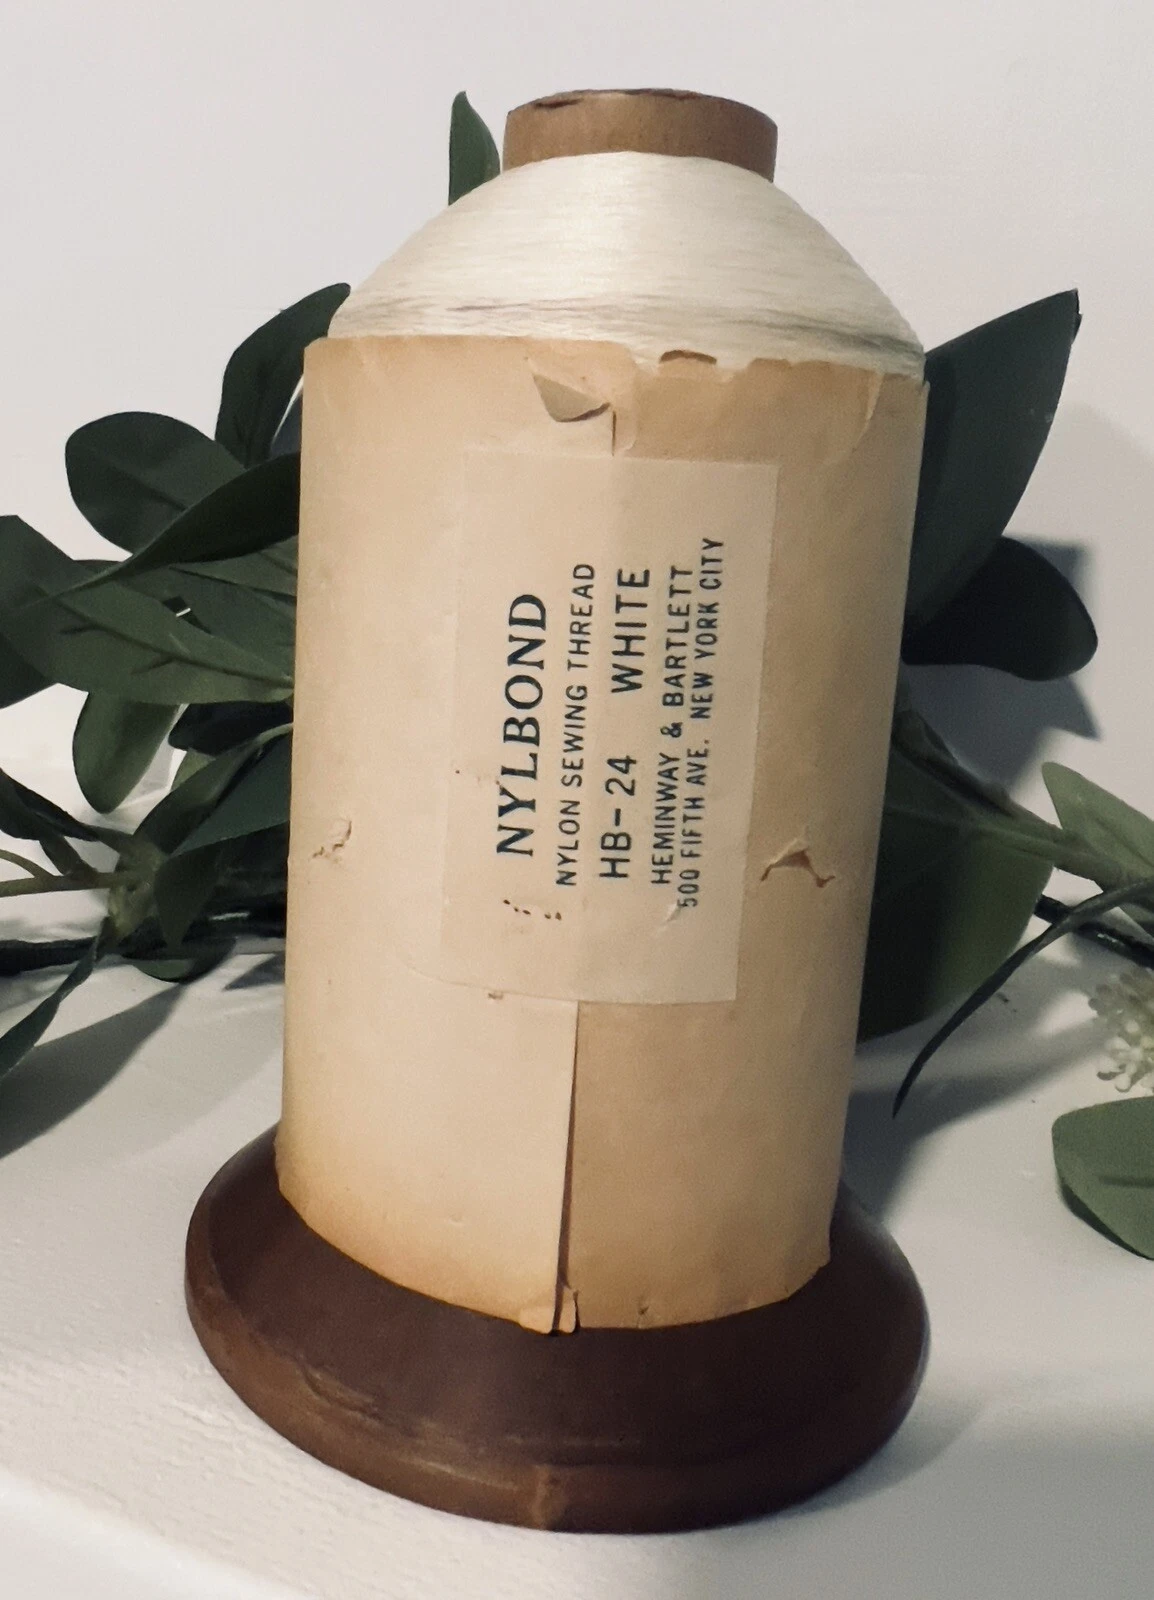 NYLBOND
NYLON SEWING THREAD
HB-24 WHITE
HEMINWAY & BARTLETT
500 FIFTH AVE. NEW YORK CITY